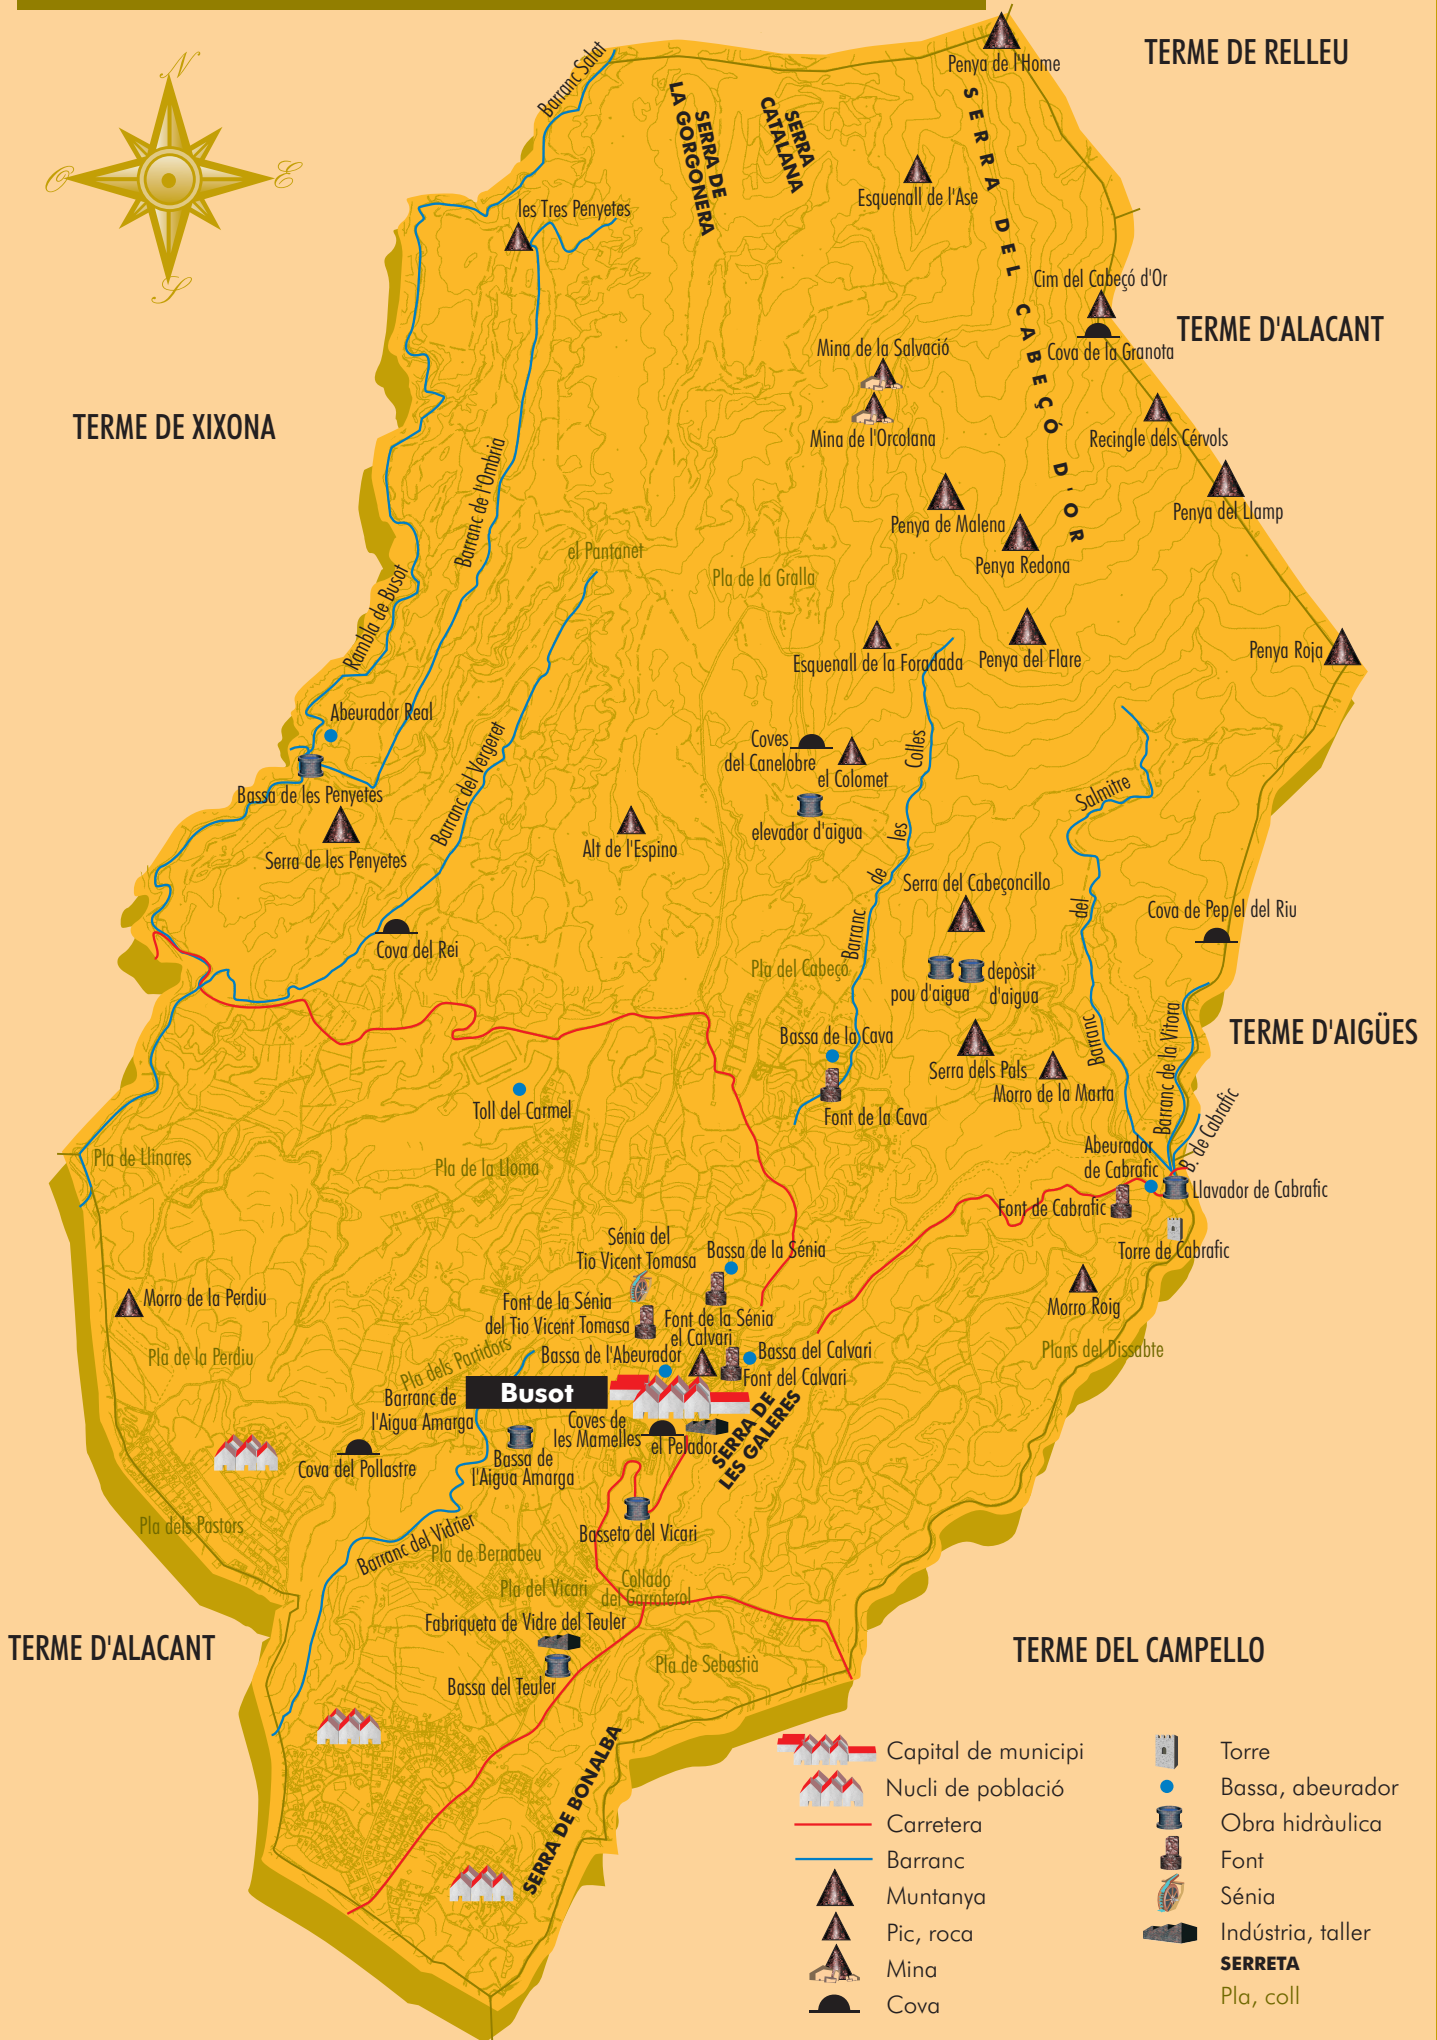 N
O
E
S
TERME DE RELLEU
Penya de l'Home
Barranc Salat
SERRA DE
LA GORGONERA
SERRA
CATALANA
SERRA DEL CABEÇÓ D'OR
Esquenall de l'Ase
les Tres Penyetes
Cim del Cabeçó d'Or
TERME D'ALACANT
Cova de la Granota
Mina de la Salvació
Mina de l'Orcolana
Recingle dels Cérvols
TERME DE XIXONA
Barranc de l'Ombria
Penya de Malena
Penya del Llamp
el Pantanet
Pla de la Gralla
Penya Redona
Rambla de Busot
Esquenall de la Foradada
Penya del Flare
Penya Roja
Abeurador Real
Bassa de les Penyetes
Barranc del Vergeret
Coves
del Canelobre
el Colomet
elevador d'aigua
Barranc de les Colles
Barranc del Salmitre
Serra de les Penyetes
Alt de l'Espino
Serra del Cabeçoncillo
Cova de Pep el del Riu
Cova del Rei
Pla del Cabeçó
pou d'aigua
depòsit
d'aigua
TERME D'AIGÜES
Bassa de la Cava
Serra dels Pals
Morro de la Marta
Barranc de la Vitora
Toll del Carmel
Font de la Cava
B. de Cabrafic
Pla de Llinares
Pla de la Lloma
Abeurador
de Cabrafic
Llavador de Cabrafic
Font de Cabrafic
Torre de Cabrafic
Sénia del
Tio Vicent Tomasa
Bassa de la Sénia
Morro de la Perdiu
Font de la Sénia
del Tio Vicent Tomasa
Font de la Sénia
el Calvari
Morro Roig
Pla de la Perdiu
Pla dels Partidors
Bassa de l'Abeurador
Bassa del Calvari
Font del Calvari
Plans del Dissabte
Barranc de
l'Aigua Amarga
Busot
Coves de
les Mamelles
el Pelador
SERRA DE
LES GALERES
Cova del Pollastre
Bassa de
l'Aigua Amarga
Pla dels Pastors
Basseta del Vicari
Barranc del Vidrier
Pla de Bernabeu
Pla del Vicari
Collado
del Garroferol
Fabriqueta de Vidre del Teuler
TERME D'ALACANT
TERME DEL CAMPELLO
Pla de Sebastià
Bassa del Teuler
SERRA DE BONALBA
Capital de municipi
Nucli de població
Carretera
Barranc
Muntanya
Pic, roca
Mina
Cova
Torre
Bassa, abeurador
Obra hidràulica
Font
Sénia
Indústria, taller
SERRETA
Pla, coll